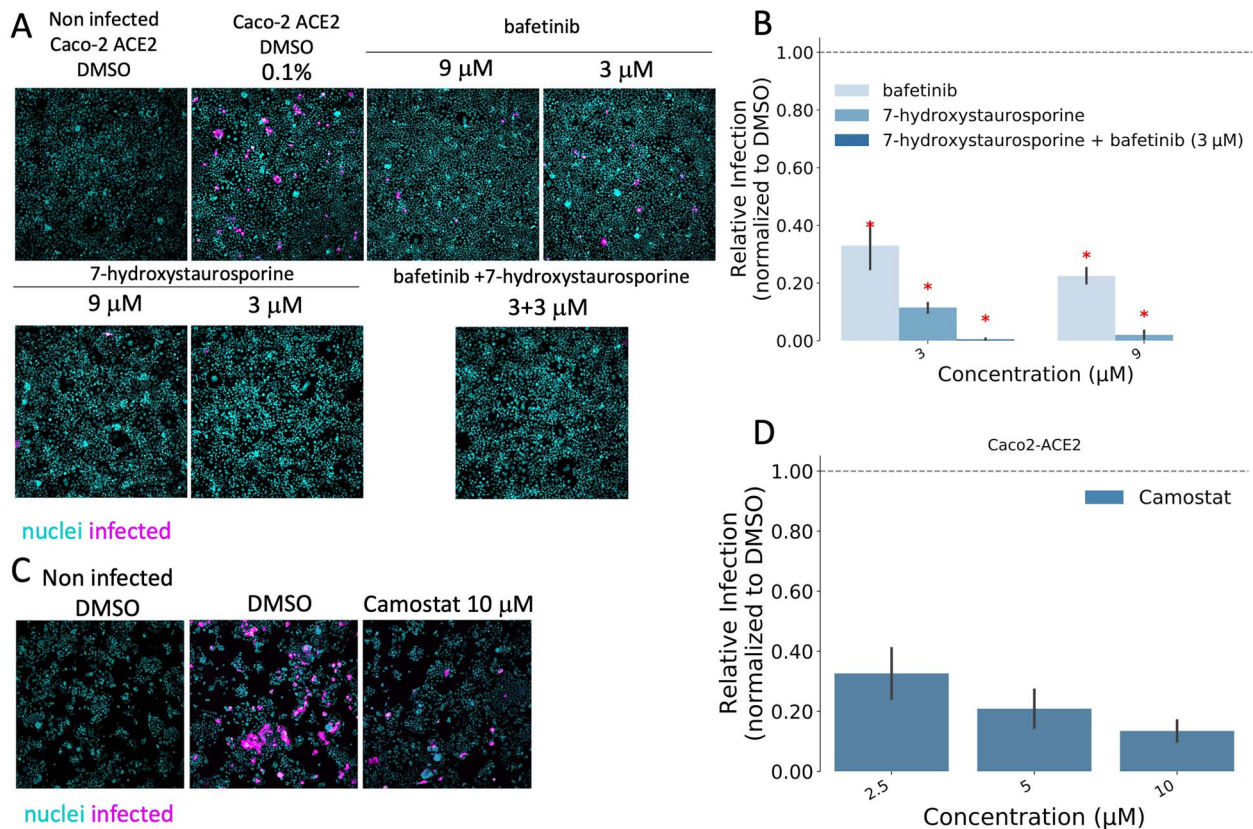 A
Non infected
Caco-2 ACE2
DMSO
Caco-2 ACE2
DMSO
0.1%
bafetinib
9 μM
3 μM
7-hydroxystaurosporine
9 μM
3 μM
bafetinib +7-hydroxystaurosporine
3+3 μM
nuclei infected
B
1.00
0.80
0.60
0.40
0.20
0.00
Relative Infection
(normalized to DMSO)
bafetinib
7-hydroxystaurosporine
7-hydroxystaurosporine + bafetinib (3 μM)
*
*
*
*
*
3
9
Concentration (μM)
C
Non infected
DMSO
DMSO
Camostat 10 μM
nuclei infected
D
Caco2-ACE2
1.00
0.80
0.60
0.40
0.20
0.00
Relative Infection
(normalized to DMSO)
Camostat
2.5
5
10
Concentration (μM)